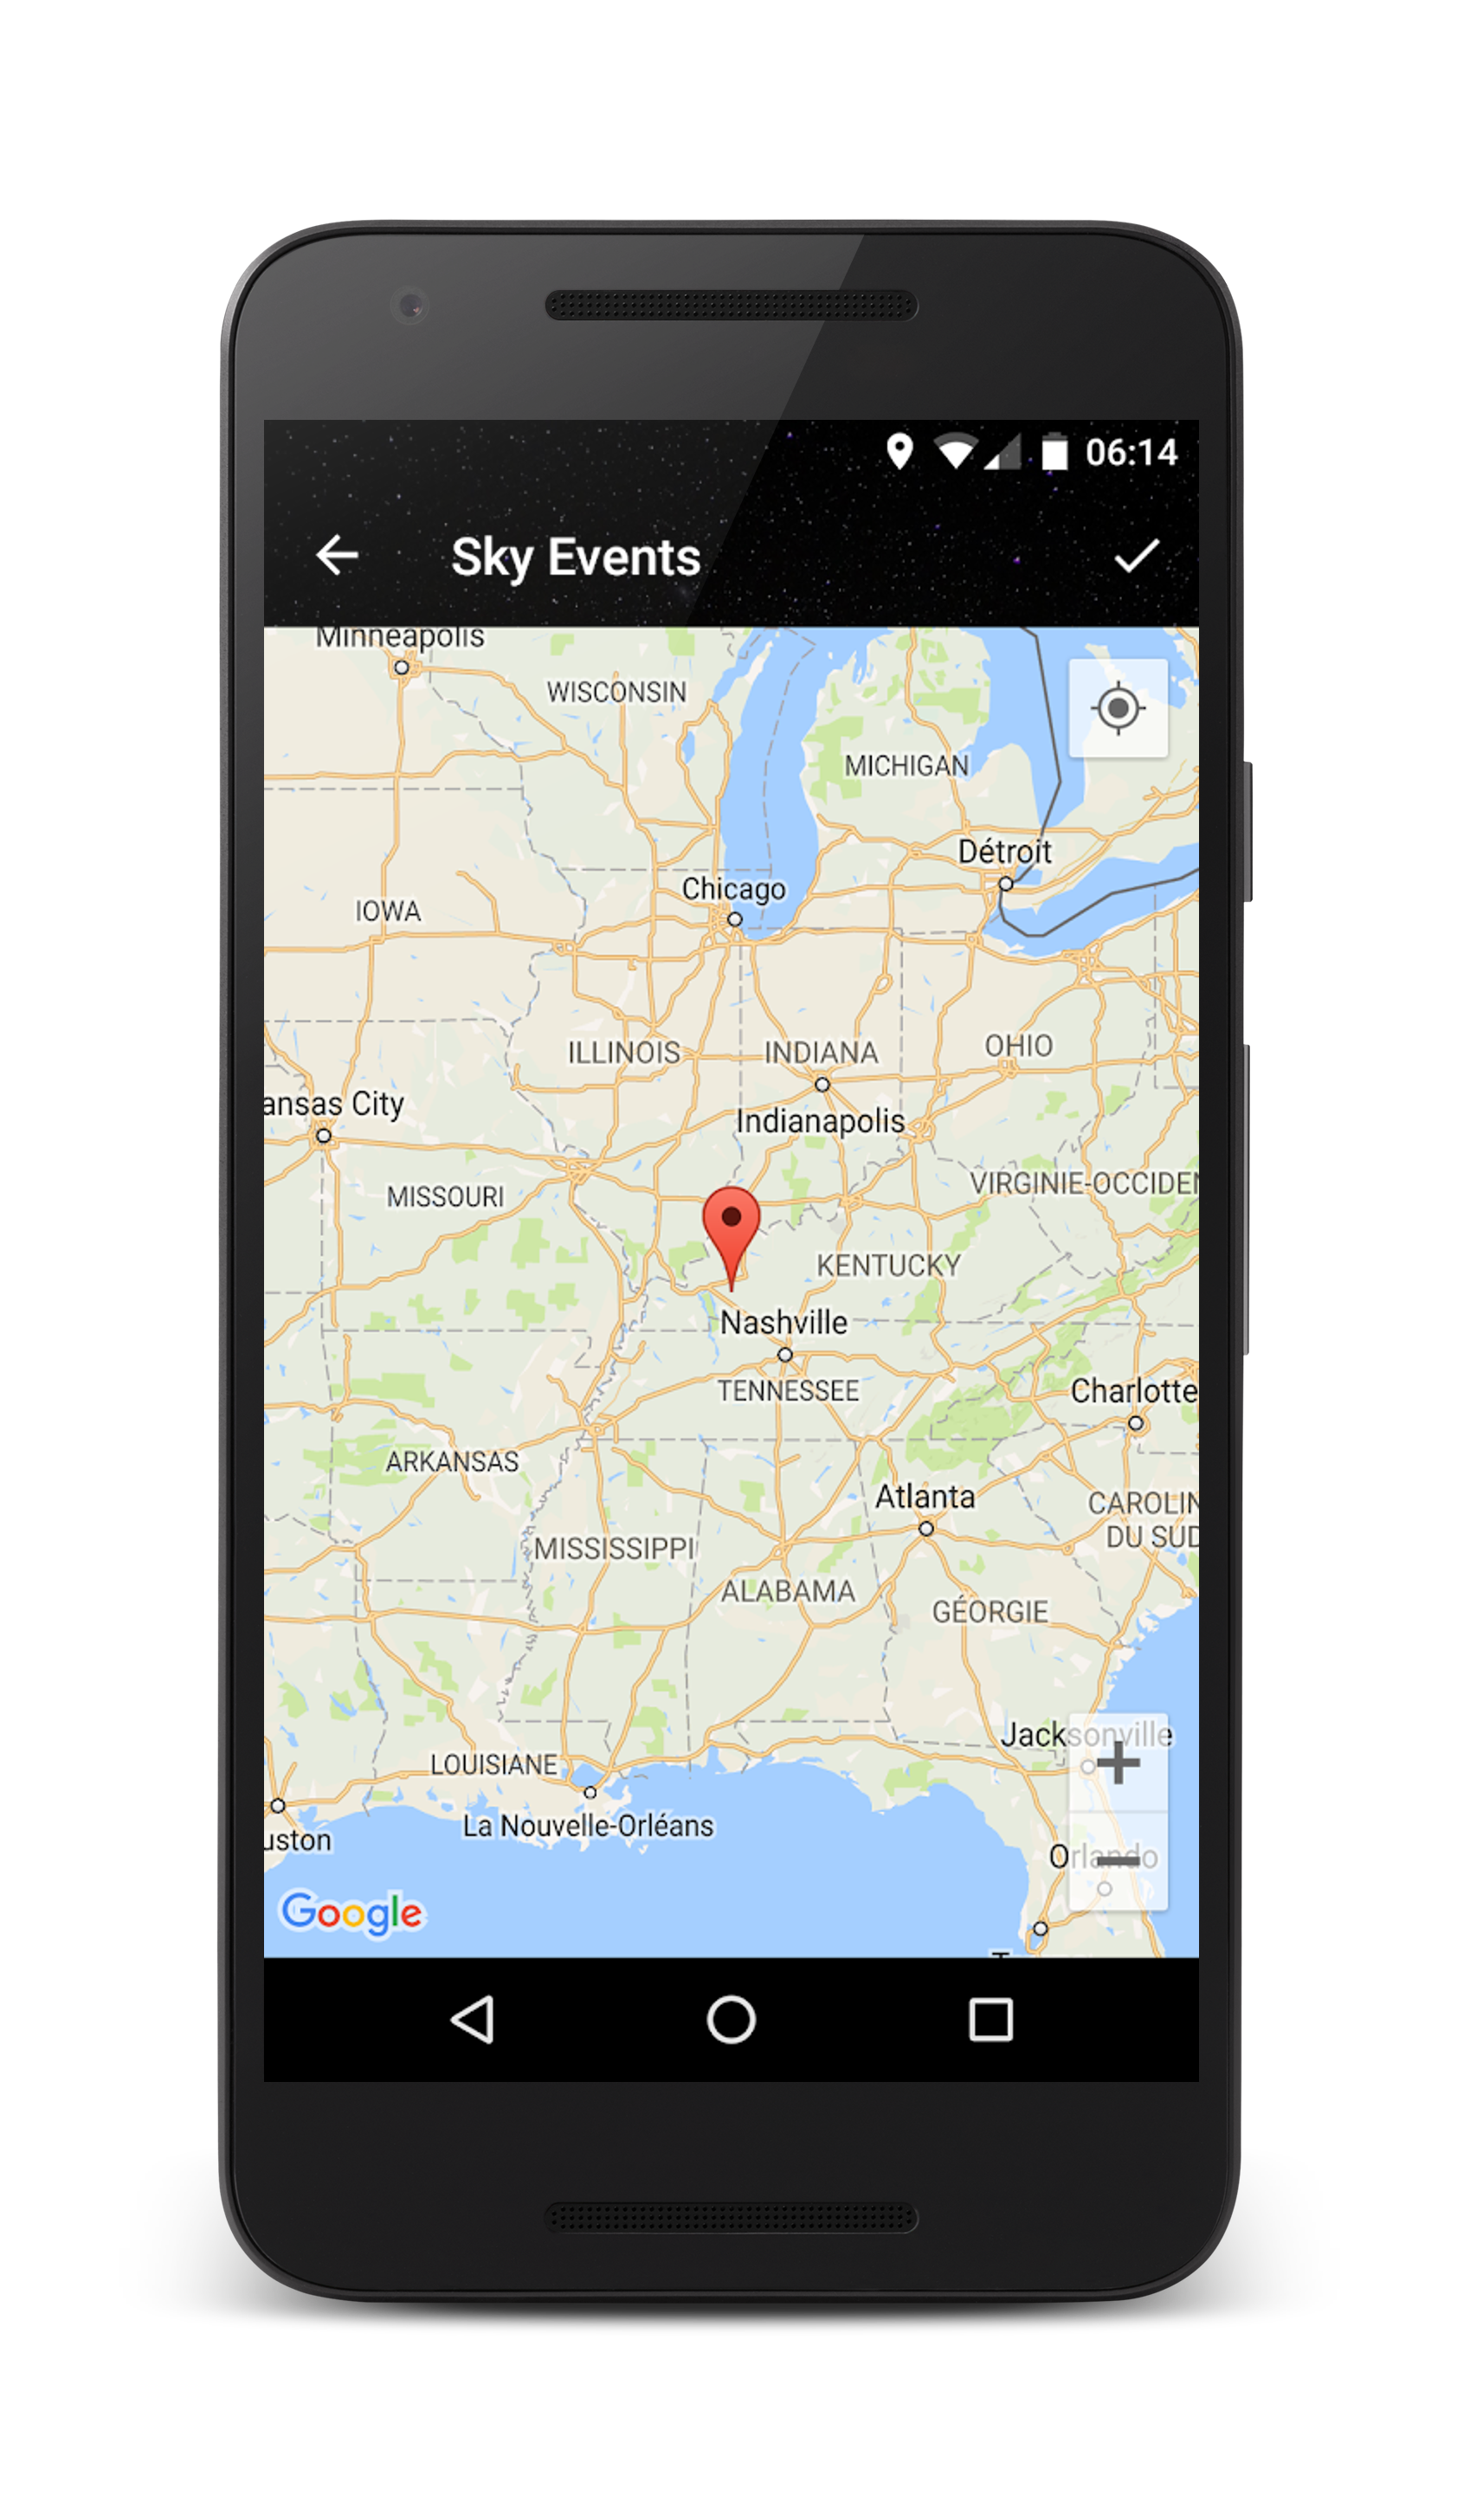 06:14
Sky Events
Minneapolis
WISCONSIN
MICHIGAN
Détroit
Chicago
IOWA
ILLINOIS
INDIANA
OHIO
ansas City
Indianapolis
MISSOURI
VIRGINIE-OCCIDEN
KENTUCKY
Nashville
TENNESSEE
Charlotte
ARKANSAS
Atlanta
CAROLIN
DU SUD
MISSISSIPPI
ALABAMA
GÉORGIE
Jacksonville
LOUISIANE
La Nouvelle-Orléans
uston
Orlando
Google